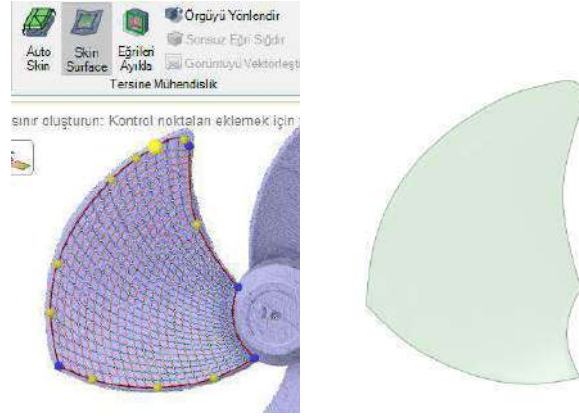 Örgüyü Yönlendir
Auto Skin
Skin Surface
Eğrileri Ayıkla
Sonsuz Eğri Sığdır
Görüntüyü Vektörleşt
Tersine Mühendislik
sınır oluşturun: Kontrol noktaları eklemek için